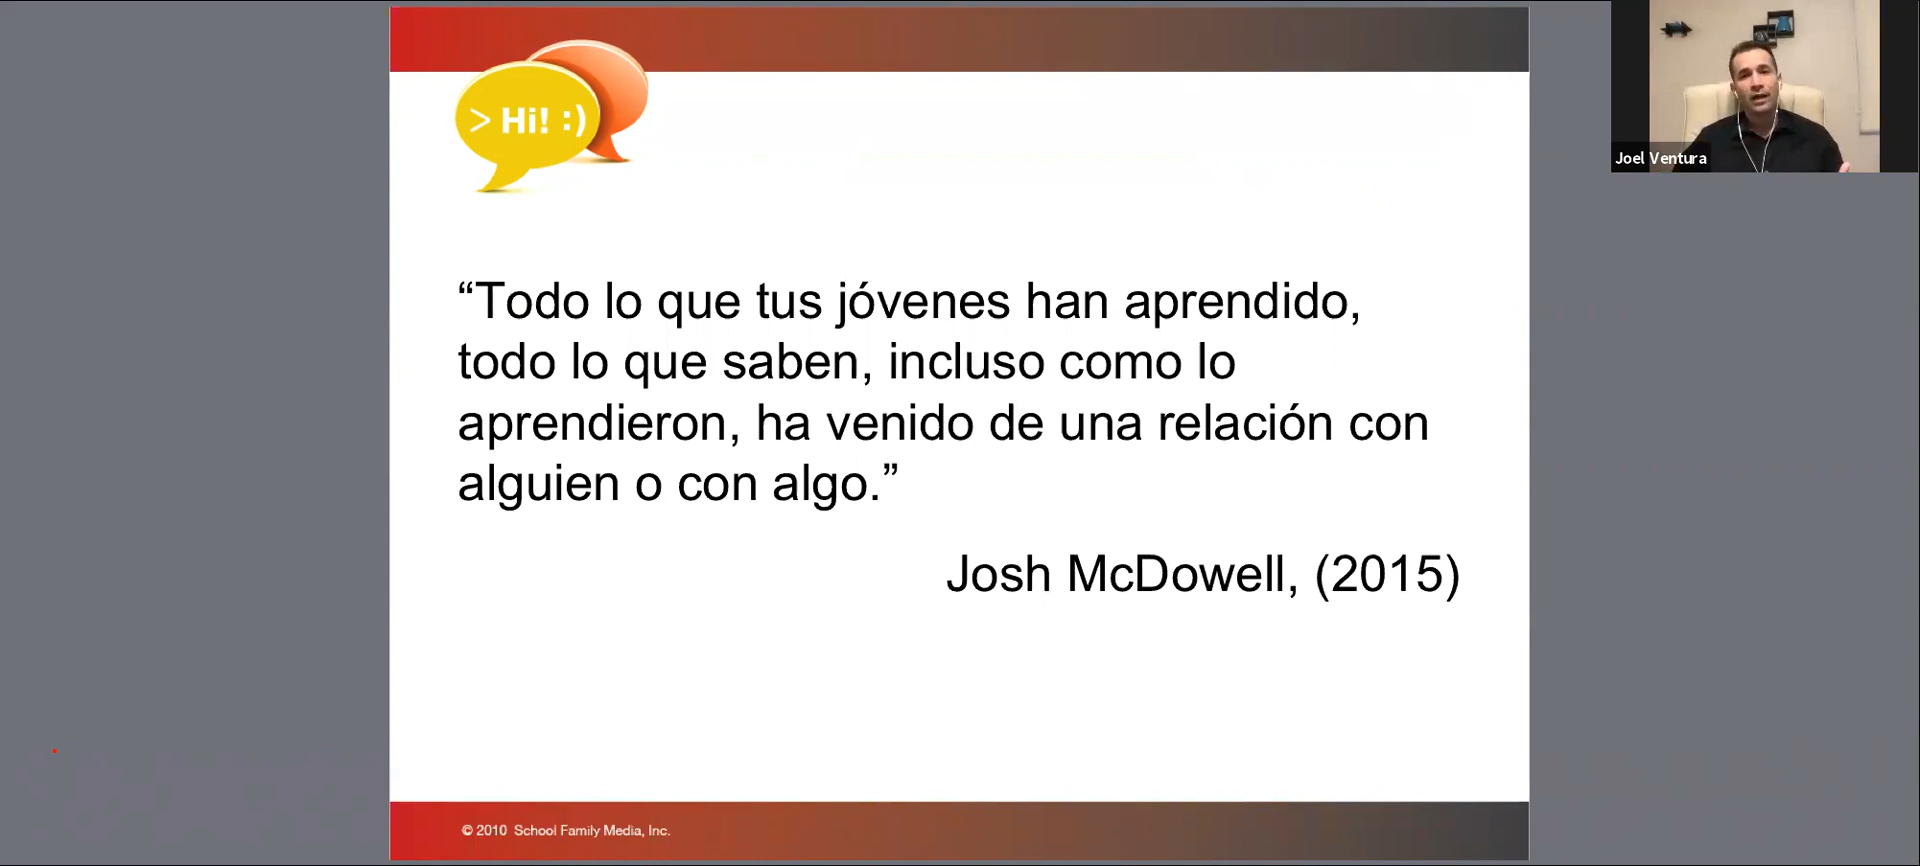 > Hi! :)
Joel Ventura
“Todo lo que tus jóvenes han aprendido,
todo lo que saben, incluso como lo
aprendieron, ha venido de una relación con
alguien o con algo.”
Josh McDowell, (2015)
© 2010 School Family Media, Inc.